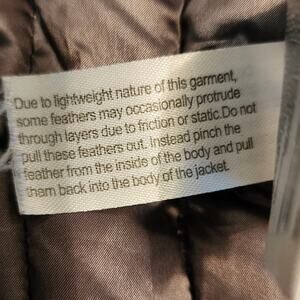 Due to lightweight nature of this garment,
some feathers may occasionally protrude
through layers due to friction or static.Do not
pull these feathers out. Instead pinch the
feather from the inside of the body and pull
them back into the body of the jacket.